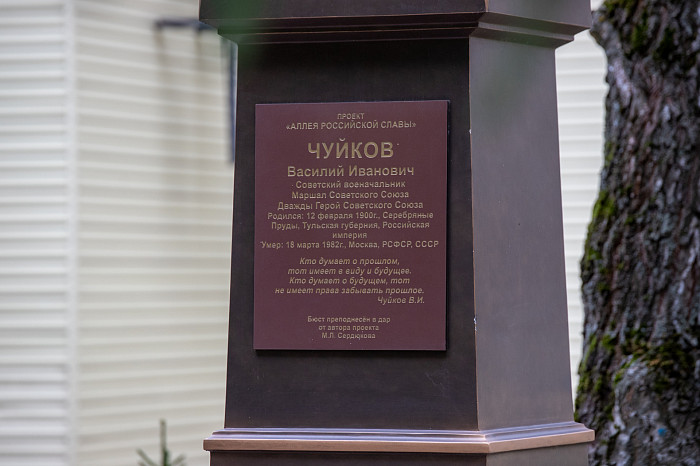 ПРОЕКТ
«АЛЛЕЯ РОССИЙСКОЙ СЛАВЫ»
ЧУЙКОВ
Василий Иванович
Советский военачальник
Маршал Советского Союза
Дважды Герой Советского Союза
Родился: 12 февраля 1900г., Серебряные
Пруды, Тульская губерния, Российская
империя
Умер: 18 марта 1982г., Москва, РСФСР, СССР
Кто думает о прошлом,
тот имеет в виду и будущее.
Кто думает о будущем, тот
не имеет права забывать прошлое.
Чуйков В.И.
Бюст преподнесён в дар
от автора проекта
М.Л. Сердюкова